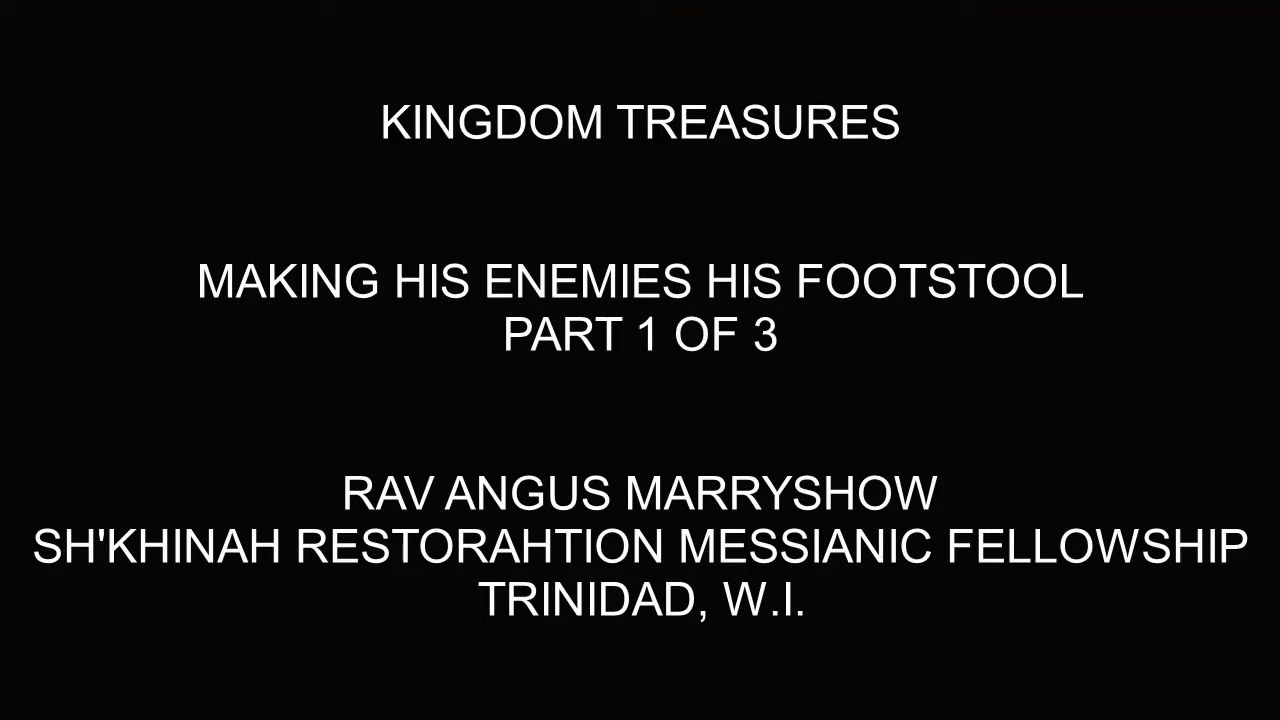 KINGDOM TREASURES
MAKING HIS ENEMIES HIS FOOTSTOOL
PART 1 OF 3
RAV ANGUS MARRYSHOW
SH'KHINAH RESTORAHTION MESSIANIC FELLOWSHIP
TRINIDAD, W.I.